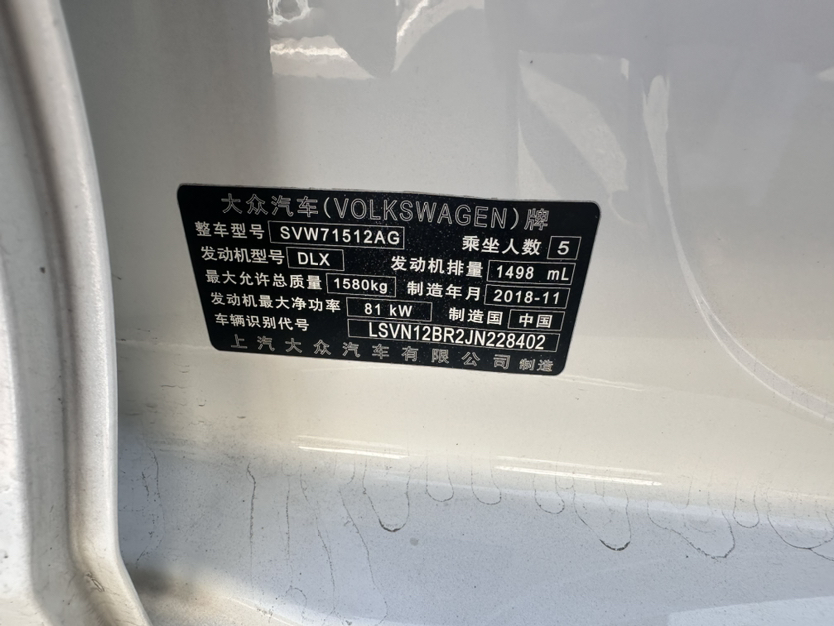 大众汽车(VOLKSWAGEN)牌
整车型号 SVW71512AG 乘坐人数 5
发动机型号 DLX 发动机排量 1498 mL
最大允许总质量 1580kg 制造年月 2018-11
发动机最大净功率 81 kW 制造国 中国
车辆识别代号 LSVN12BR2JN228402
上汽大众汽车有限公司 制造